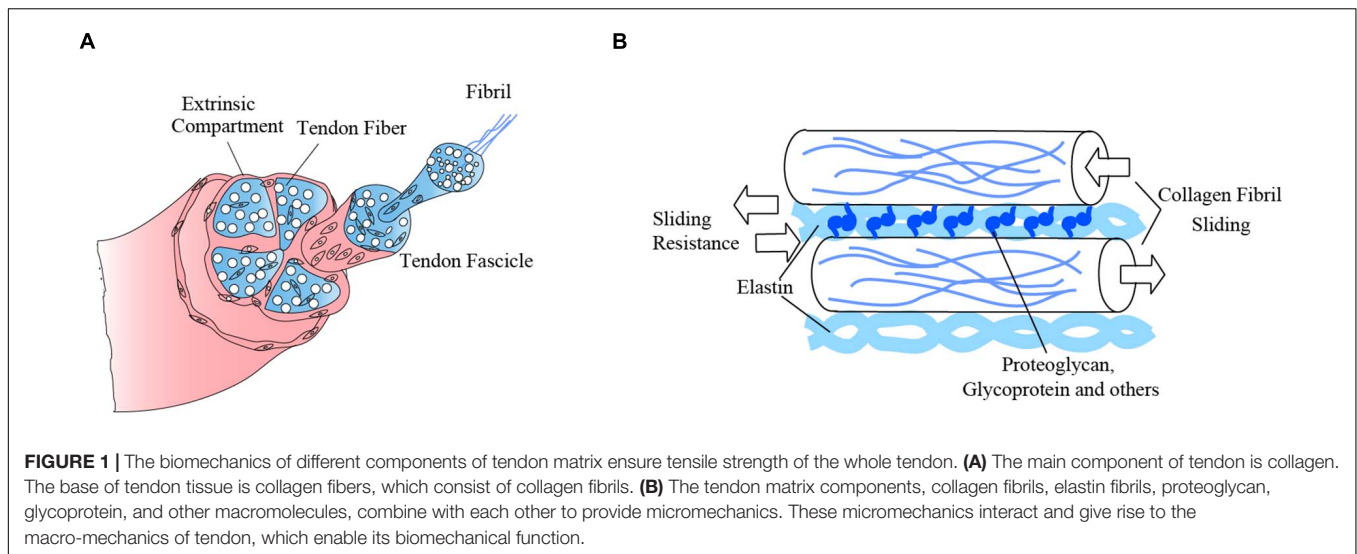 A
B
Fibril
Extrinsic
Compartment
Tendon Fiber
Tendon Fascicle
Sliding
Resistance
Collagen Fibril
Sliding
Elastin
Proteoglycan,
Glycoprotein and others
FIGURE 1 | The biomechanics of different components of tendon matrix ensure tensile strength of the whole tendon. (A) The main component of tendon is collagen.
The base of tendon tissue is collagen fibers, which consist of collagen fibrils. (B) The tendon matrix components, collagen fibrils, elastin fibrils, proteoglycan,
glycoprotein, and other macromolecules, combine with each other to provide micromechanics. These micromechanics interact and give rise to the
macro-mechanics of tendon, which enable its biomechanical function.